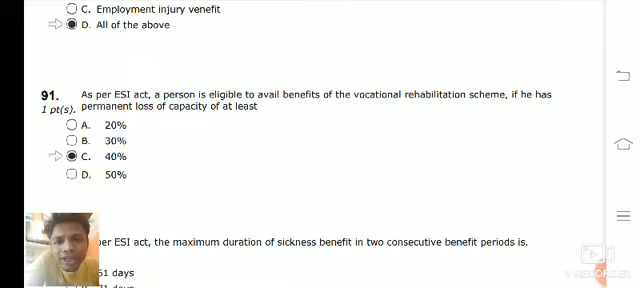 C. Employment injury venefit
D. All of the above
91. As per ESI act, a person is eligible to avail benefits of the vocational rehabilitation scheme, if he has
1 pt(s). permanent loss of capacity of at least
A. 20%
B. 30%
C. 40%
D. 50%
per ESI act, the maximum duration of sickness benefit in two consecutive benefit periods is.
51 days
V RECORDER